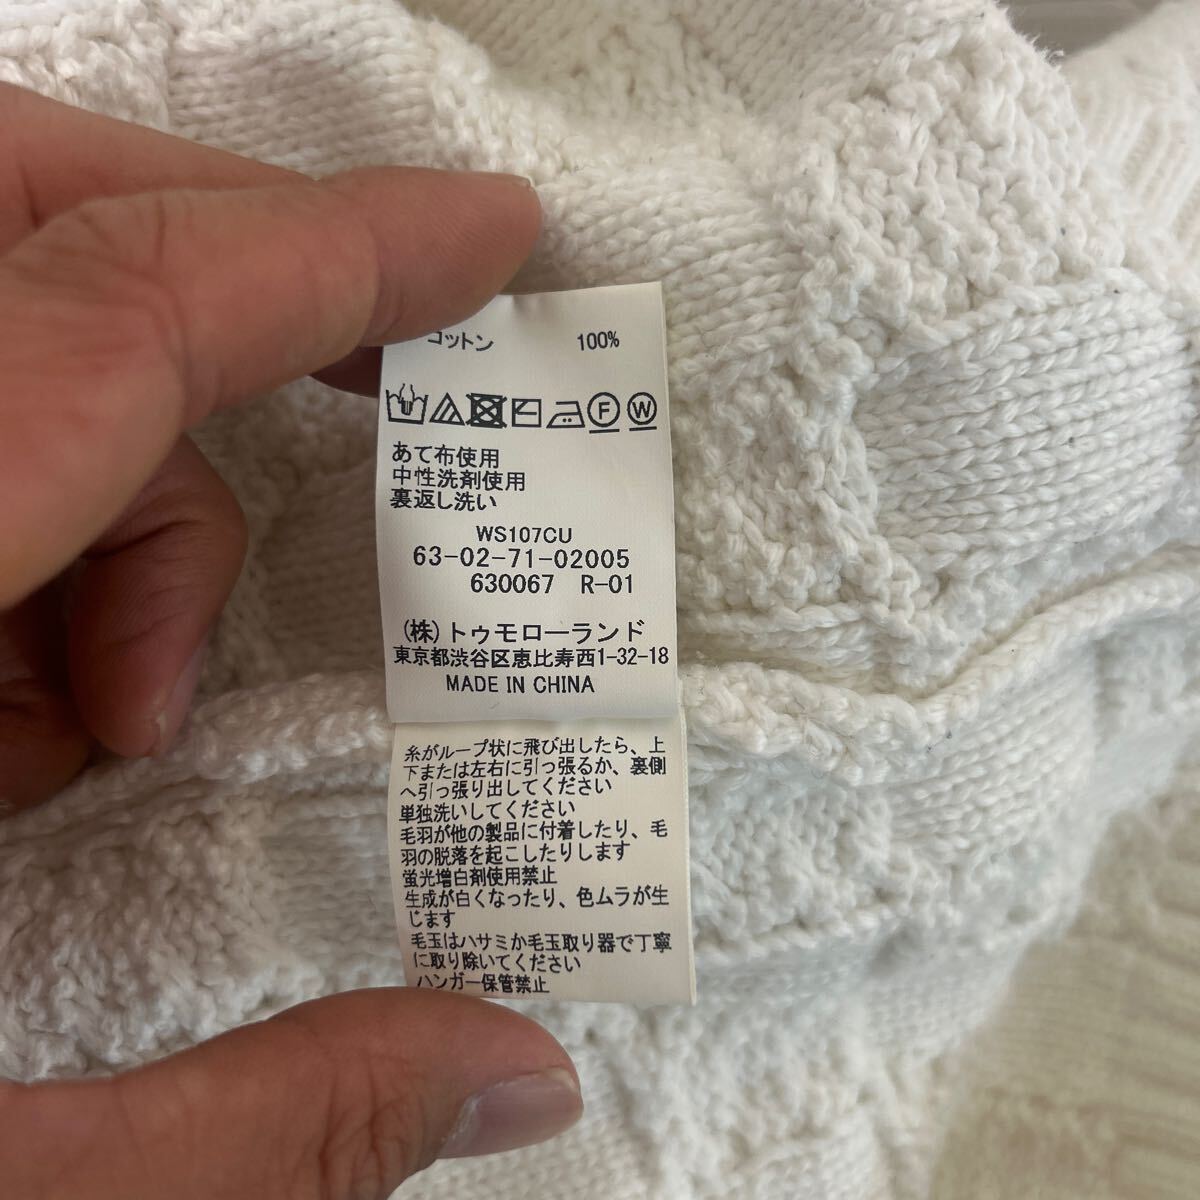 コットン 100%
F W
あて布使用
中性洗剤使用
裏返し洗い
WS107CU
63-02-71-02005
630067 R-01
(株)トゥモローランド
東京都渋谷区恵比寿西1-32-18
MADE IN CHINA
糸がループ状に飛び出したら、上
下または左右に引っ張るか、裏側
へ引っ張り出してください
単独洗いしてください
毛羽が他の製品に付着したり、毛
羽の脱落を起こしたりします
蛍光増白剤使用禁止
生成が白くなったり、色ムラが生
じます
毛玉はハサミか毛玉取り器で丁寧
に取り除いてください
ハンガー保管禁止